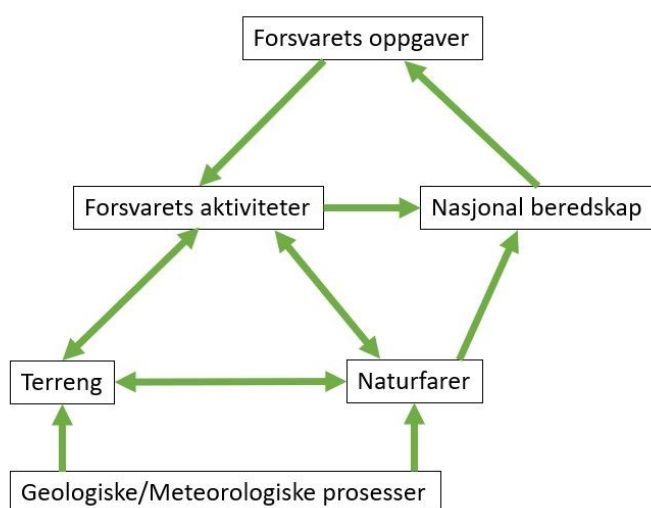 Forsvarets oppgaver
Forsvarets aktiviteter
Nasjonal beredskap
Terreng
Naturfarer
Geologiske/Meteorologiske prosesser